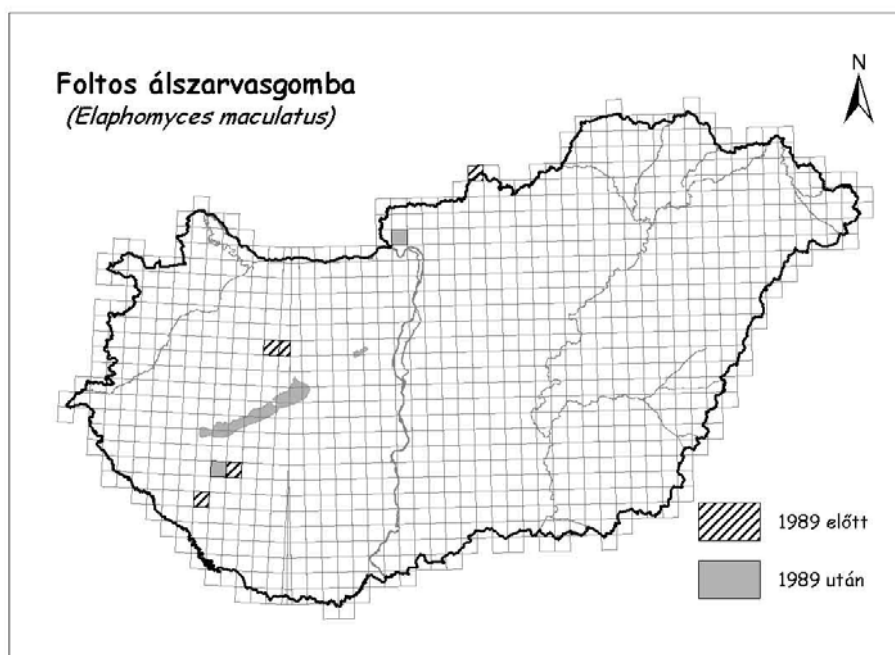 Foltos álszarvasgomba
(Elaphomyces maculatus)
N
1989 előtt
1989 után